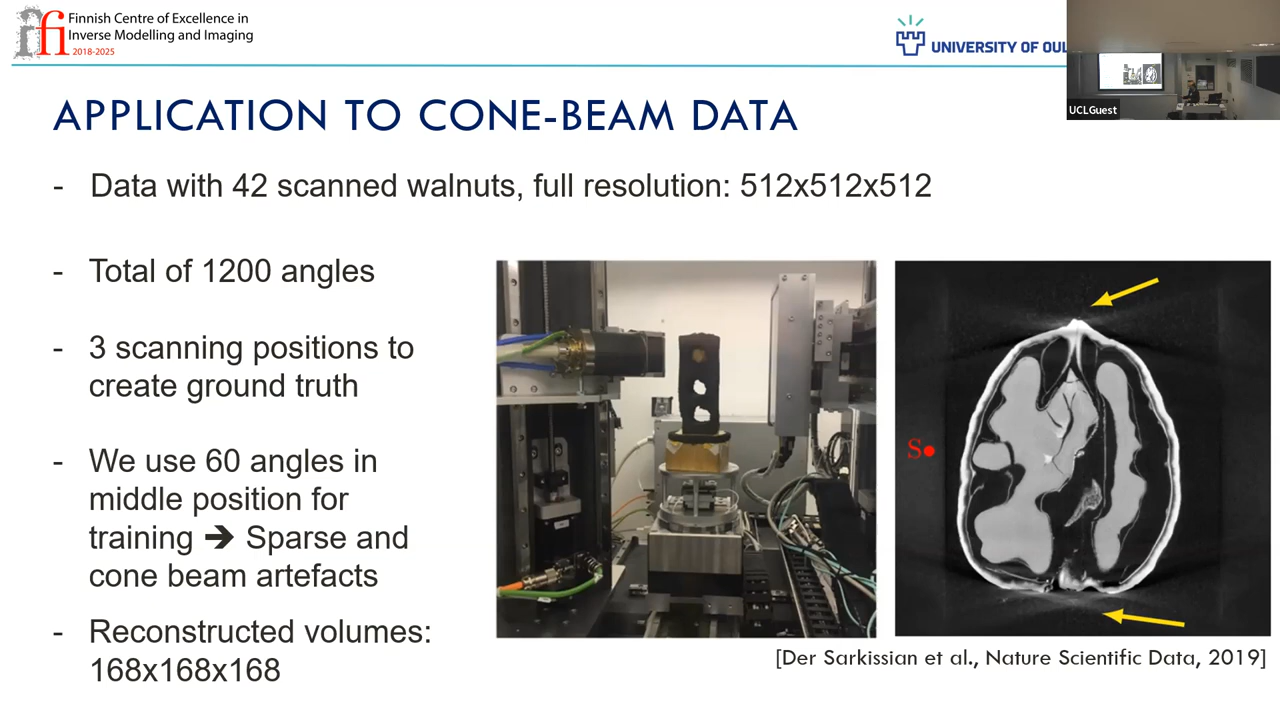 fi
Finnish Centre of Excellence in
Inverse Modelling and Imaging
2018-2025
UNIVERSITY OF OUL
UCLGuest
APPLICATION TO CONE-BEAM DATA
- Data with 42 scanned walnuts, full resolution: 512x512x512
- Total of 1200 angles
- 3 scanning positions to
create ground truth
- We use 60 angles in
middle position for
training ➔ Sparse and
cone beam artefacts
- Reconstructed volumes:
168x168x168
S
[Der Sarkissian et al., Nature Scientific Data, 2019]